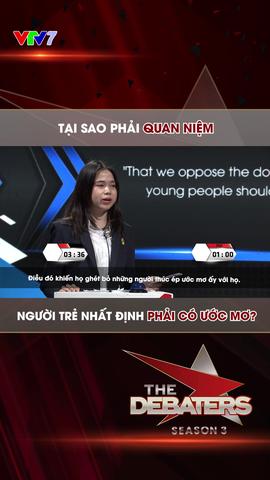 VTV7
TẠI SAO PHẢI QUAN NIỆM
"That we oppose the do
young people shou
03 : 36
01 : 00
Điều đó khiến họ ghét bỏ những người thúc ép ước mơ ấy với họ.
NGƯỜI TRẺ NHẤT ĐỊNH PHẢI CÓ ƯỚC MƠ?
THE
DEBATERS
SEASON 3